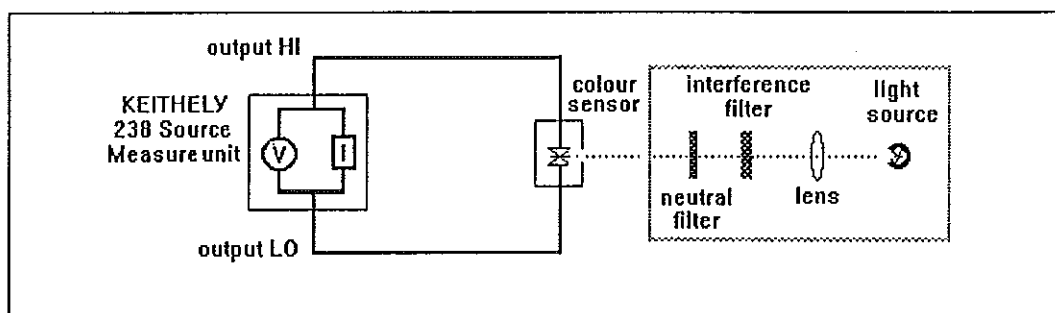 output HI
KEITHELY
238 Source
Measure unit
V
I
output LO
colour
sensor
interference
filter
light
source
neutral
filter
lens